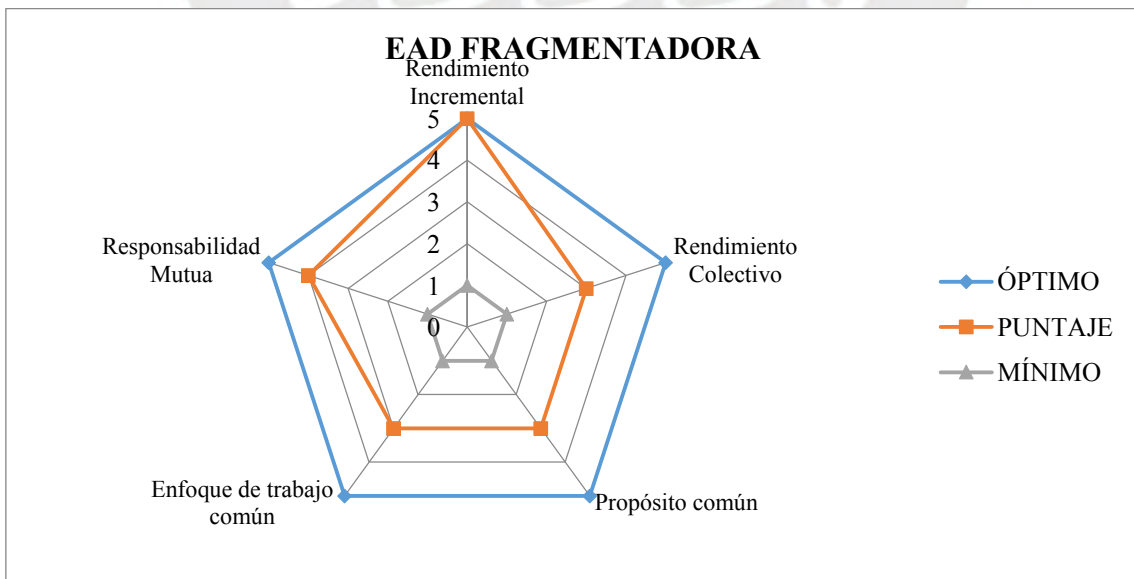 EAD FRAGMENTADORA
Rendimiento
Incremental
5
4
3
2
1
0
Rendimiento
Colectivo
Propósito común
Enfoque de trabajo
común
Responsabilidad
Mutua
ÓPTIMO
PUNTAJE
MÍNIMO